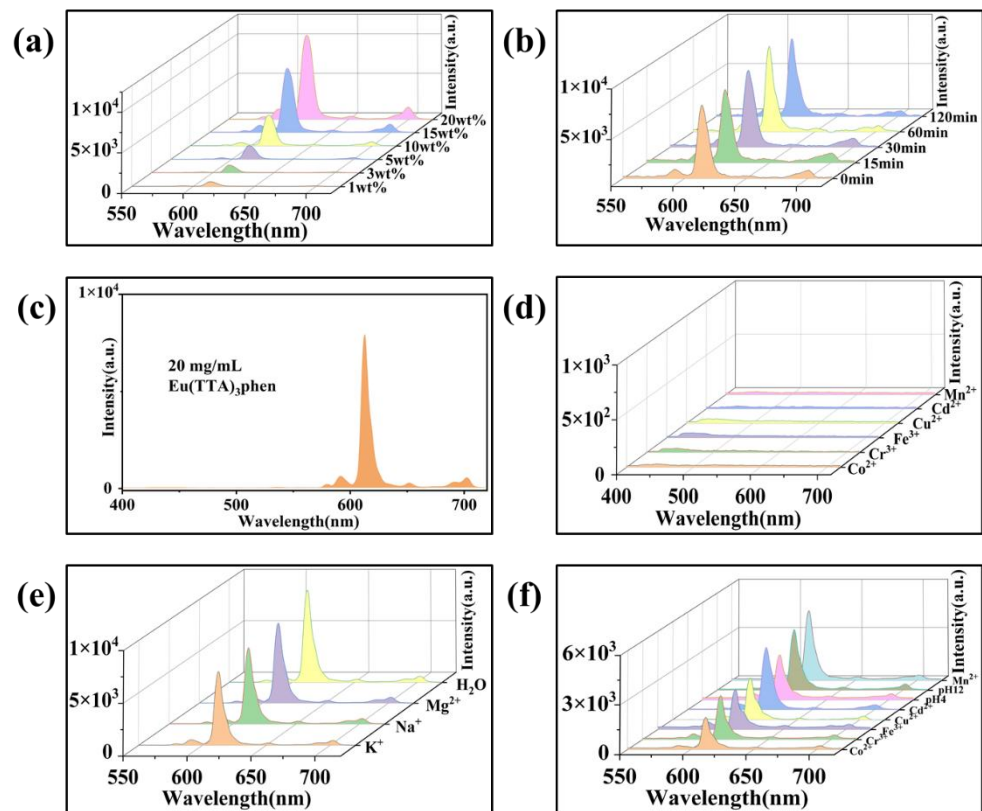 (a)
Intensity(a.u.)
1×10⁴
5×10³
0
550 600 650 700
Wavelength(nm)
20wt%
15wt%
10wt%
5wt%
3wt%
1wt%
(b)
Intensity(a.u.)
1×10⁴
5×10³
0
550 600 650 700
Wavelength(nm)
120min
60min
30min
15min
0min
(c)
1×10⁴
Intensity(a.u.)
20 mg/mL
Eu(TTA)₃phen
400 500 600 700
Wavelength(nm)
(d)
Intensity(a.u.)
1×10³
5×10²
0
400 500 600 700
Wavelength(nm)
Mn²⁺
Cd²⁺
Cu²⁺
Fe³⁺
Cr³⁺
Co²⁺
(e)
Intensity(a.u.)
1×10⁴
5×10³
0
550 600 650 700
Wavelength(nm)
H₂O
Mg²⁺
Na⁺
K⁺
(f)
Intensity(a.u.)
6×10³
3×10³
0
550 600 650 700
Wavelength(nm)
Mn²⁺
pH12
pH4
Cd²⁺
Cu²⁺
Fe³⁺
Cr³⁺
Co²⁺